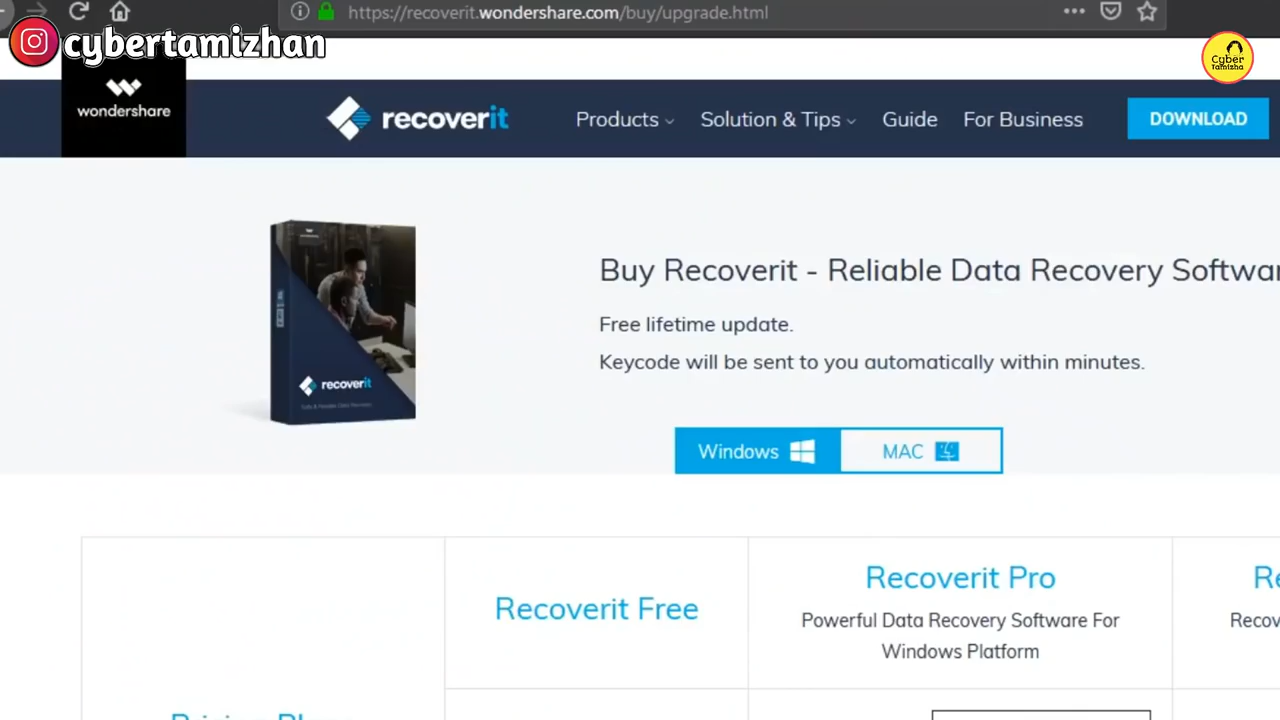 https://recoverit.wondershare.com/buy/upgrade.html
cybertamizhan
Cyber
Tamizha
wondershare
recoverit
Products
Solution & Tips
Guide
For Business
DOWNLOAD
Buy Recoverit - Reliable Data Recovery Softwar
Free lifetime update.
Keycode will be sent to you automatically within minutes.
recoverit
Windows
MAC
Recoverit Free
Recoverit Pro
Powerful Data Recovery Software For
Windows Platform
Re
Recov